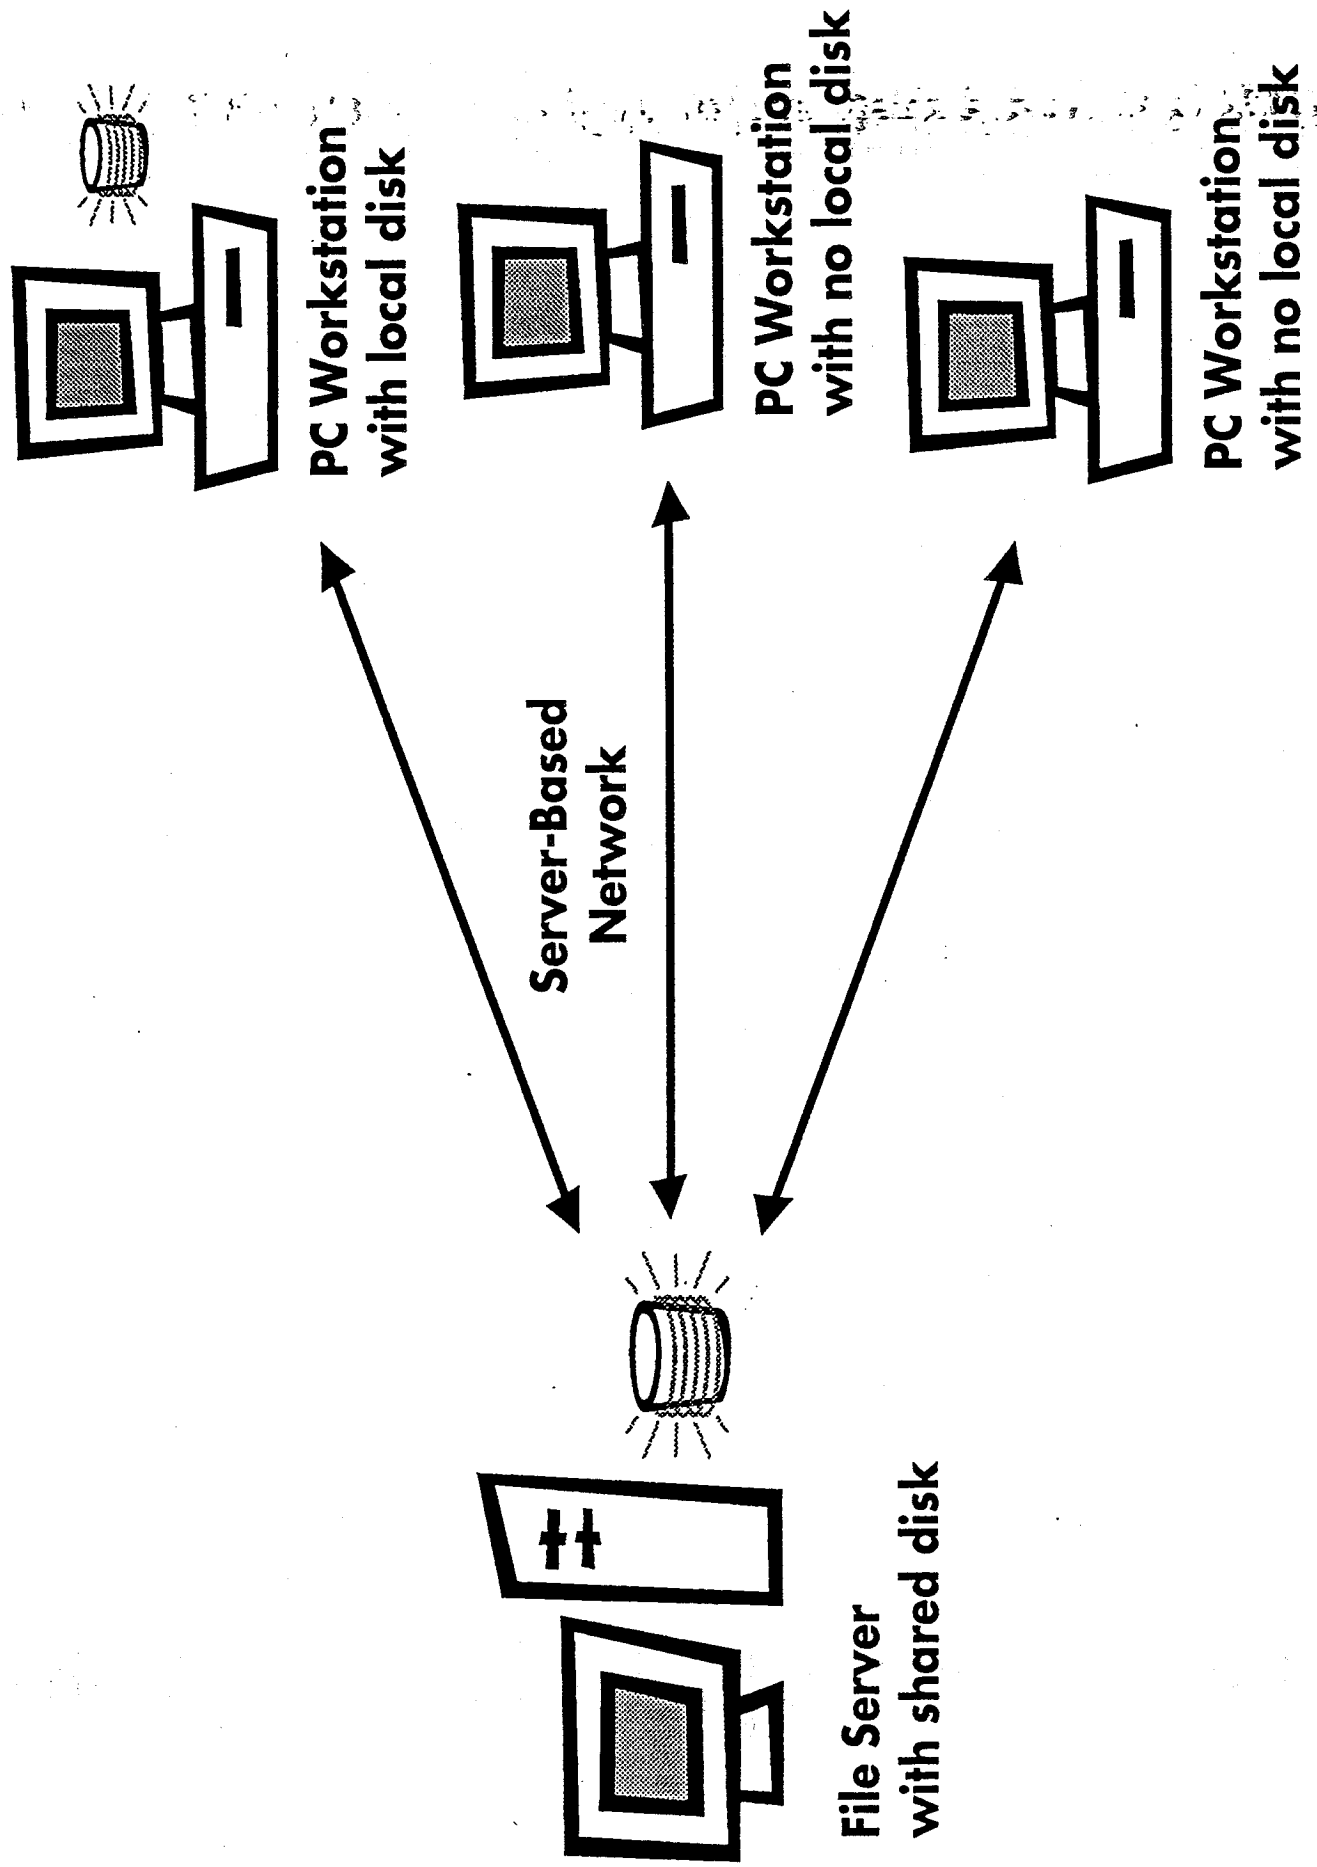 File Server
with shared disk
Server-Based
Network
PC Workstation
with local disk
PC Workstation
with no local disk
PC Workstation
with no local disk